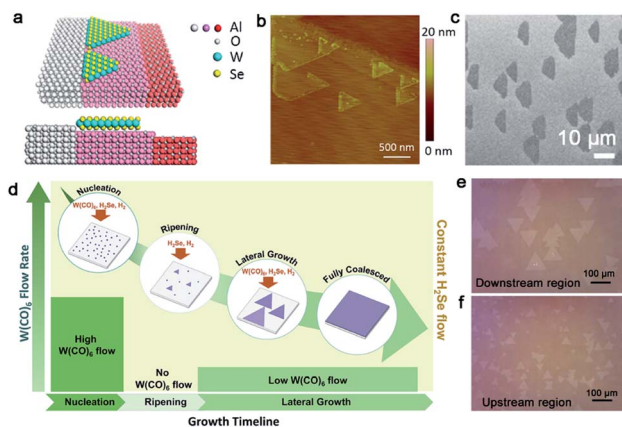 a
Al
O
W
Se
b
20 nm
0 nm
500 nm
c
10 μm
d
W(CO)₆ Flow Rate
Nucleation
W(CO)₆, H₂Se, H₂
Ripening
H₂Se, H₂
Lateral Growth
W(CO)₆, H₂Se, H₂
Fully Coalesced
Constant H₂Se flow
High
W(CO)₆ flow
No
W(CO)₆ flow
Low W(CO)₆ flow
Nucleation
Ripening
Lateral Growth
Growth Timeline
e
100 μm
Downstream region
f
100 μm
Upstream region